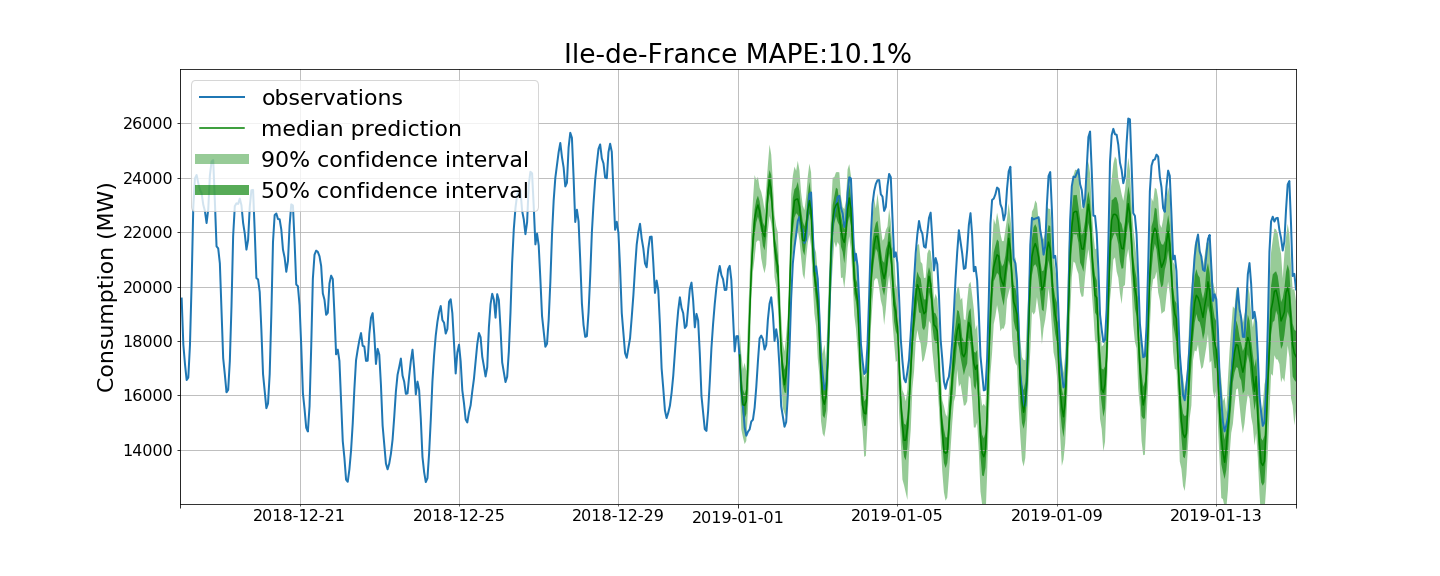 Ile-de-France MAPE:10.1%
observations
median prediction
90% confidence interval
50% confidence interval
Consumption (MW)
26000
24000
22000
20000
18000
16000
14000
2018-12-21
2018-12-25
2018-12-29
2019-01-01
2019-01-05
2019-01-09
2019-01-13